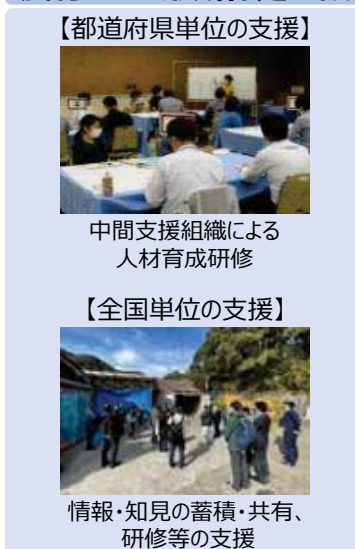 【都道府県単位の支援】
中間支援組織による
人材育成研修
【全国単位の支援】
情報・知見の蓄積・共有、
研修等の支援